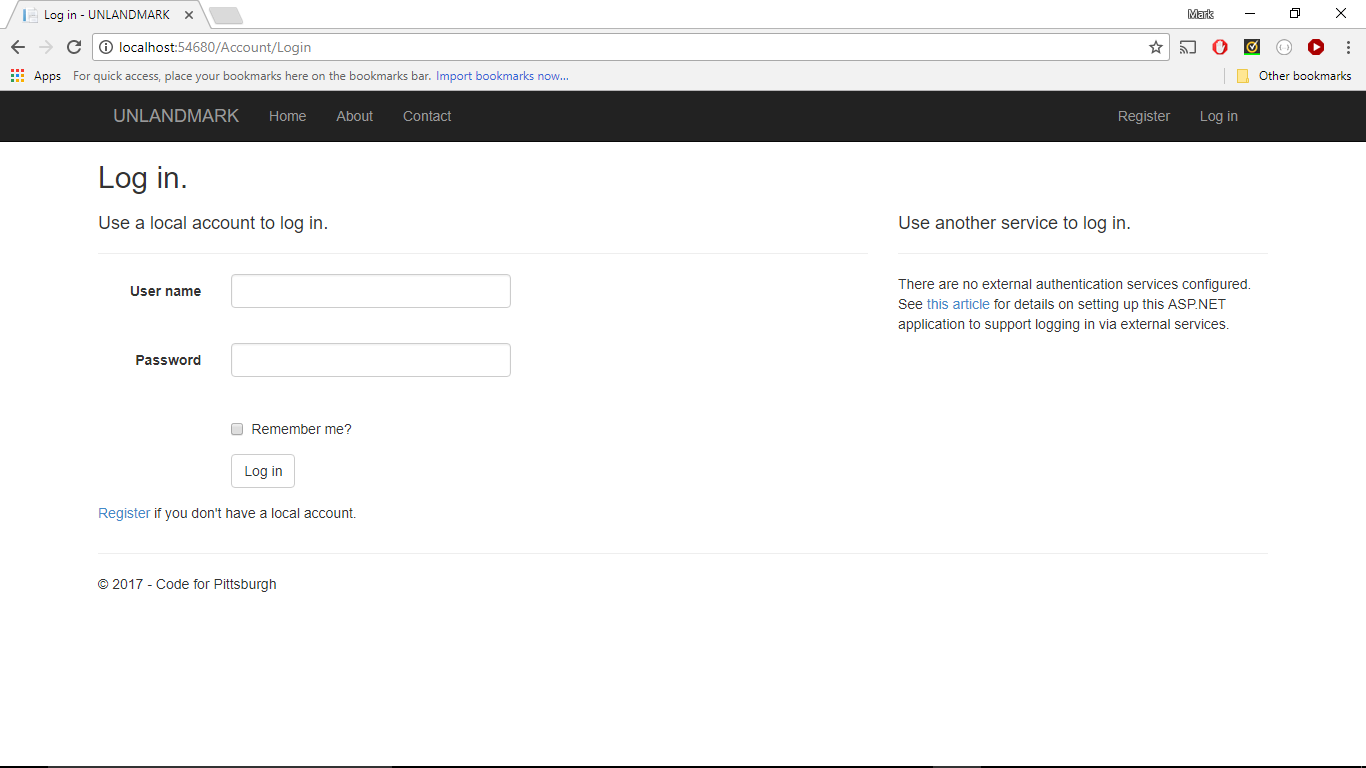 Log in - UNLANDMARK
Mark
localhost:54680/Account/Login
Apps
For quick access, place your bookmarks here on the bookmarks bar. Import bookmarks now...
Other bookmarks
UNLANDMARK Home About Contact Register Log in
Log in.
Use a local account to log in.
User name
Password
Remember me?
Log in
Register if you don't have a local account.
Use another service to log in.
There are no external authentication services configured.
See this article for details on setting up this ASP.NET
application to support logging in via external services.
© 2017 - Code for Pittsburgh